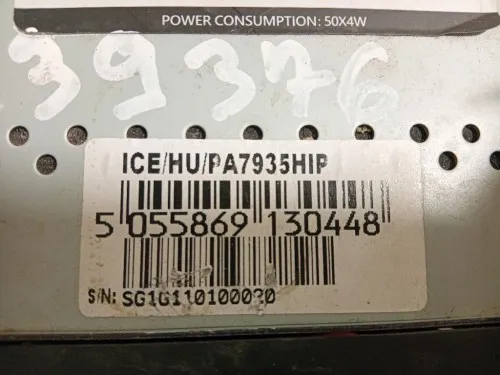 POWER CONSUMPTION: 50X4W
39376
ICE/HU/PA7935HIP
5 055869 130448
S/N: SG1G110100020